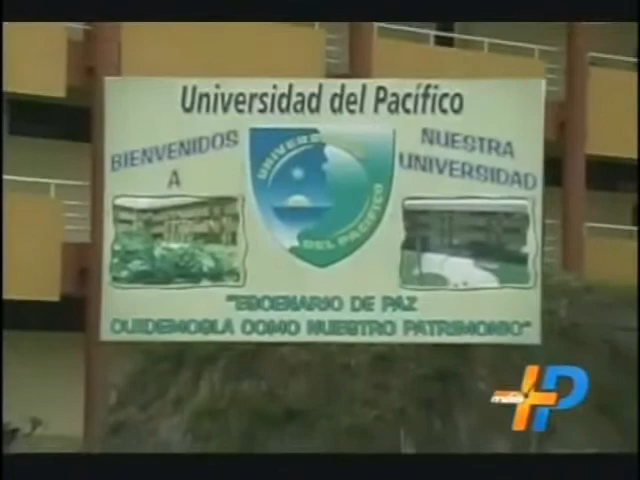 Universidad del Pacífico
BIENVENIDOS
A
NUESTRA
UNIVERSIDAD
DEL PACIFICO
"ESCENARIO DE PAZ
CUIDEMOSLA COMO NUESTRO PATRIMONIO"
+P